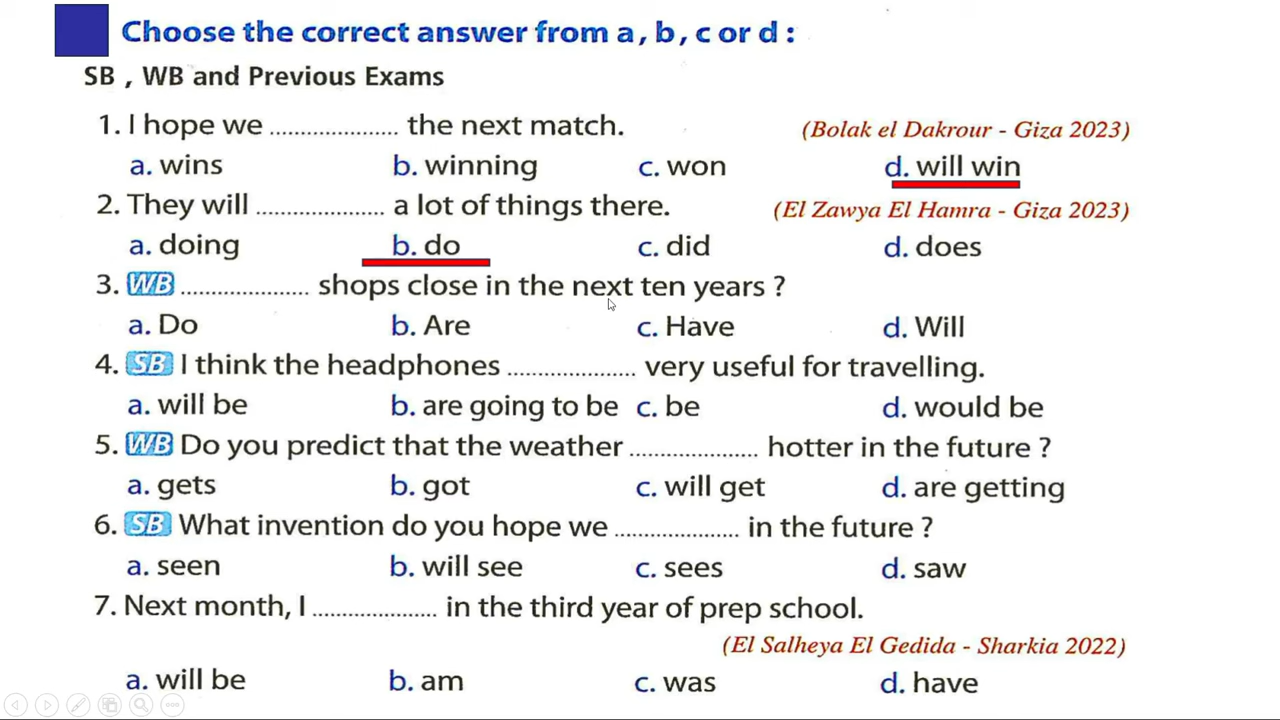 Choose the correct answer from a, b, c or d :
SB , WB and Previous Exams
1. I hope we .................... the next match. (Bolak el Dakrour - Giza 2023)
a. wins b. winning c. won d. will win
2. They will .................... a lot of things there. (El Zawya El Hamra - Giza 2023)
a. doing b. do c. did d. does
3. WB .................... shops close in the next ten years ?
a. Do b. Are c. Have d. Will
4. SB I think the headphones .................... very useful for travelling.
a. will be b. are going to be c. be d. would be
5. WB Do you predict that the weather .................... hotter in the future ?
a. gets b. got c. will get d. are getting
6. SB What invention do you hope we .................... in the future ?
a. seen b. will see c. sees d. saw
7. Next month, I .................... in the third year of prep school.
(El Salheya El Gedida - Sharkia 2022)
a. will be b. am c. was d. have